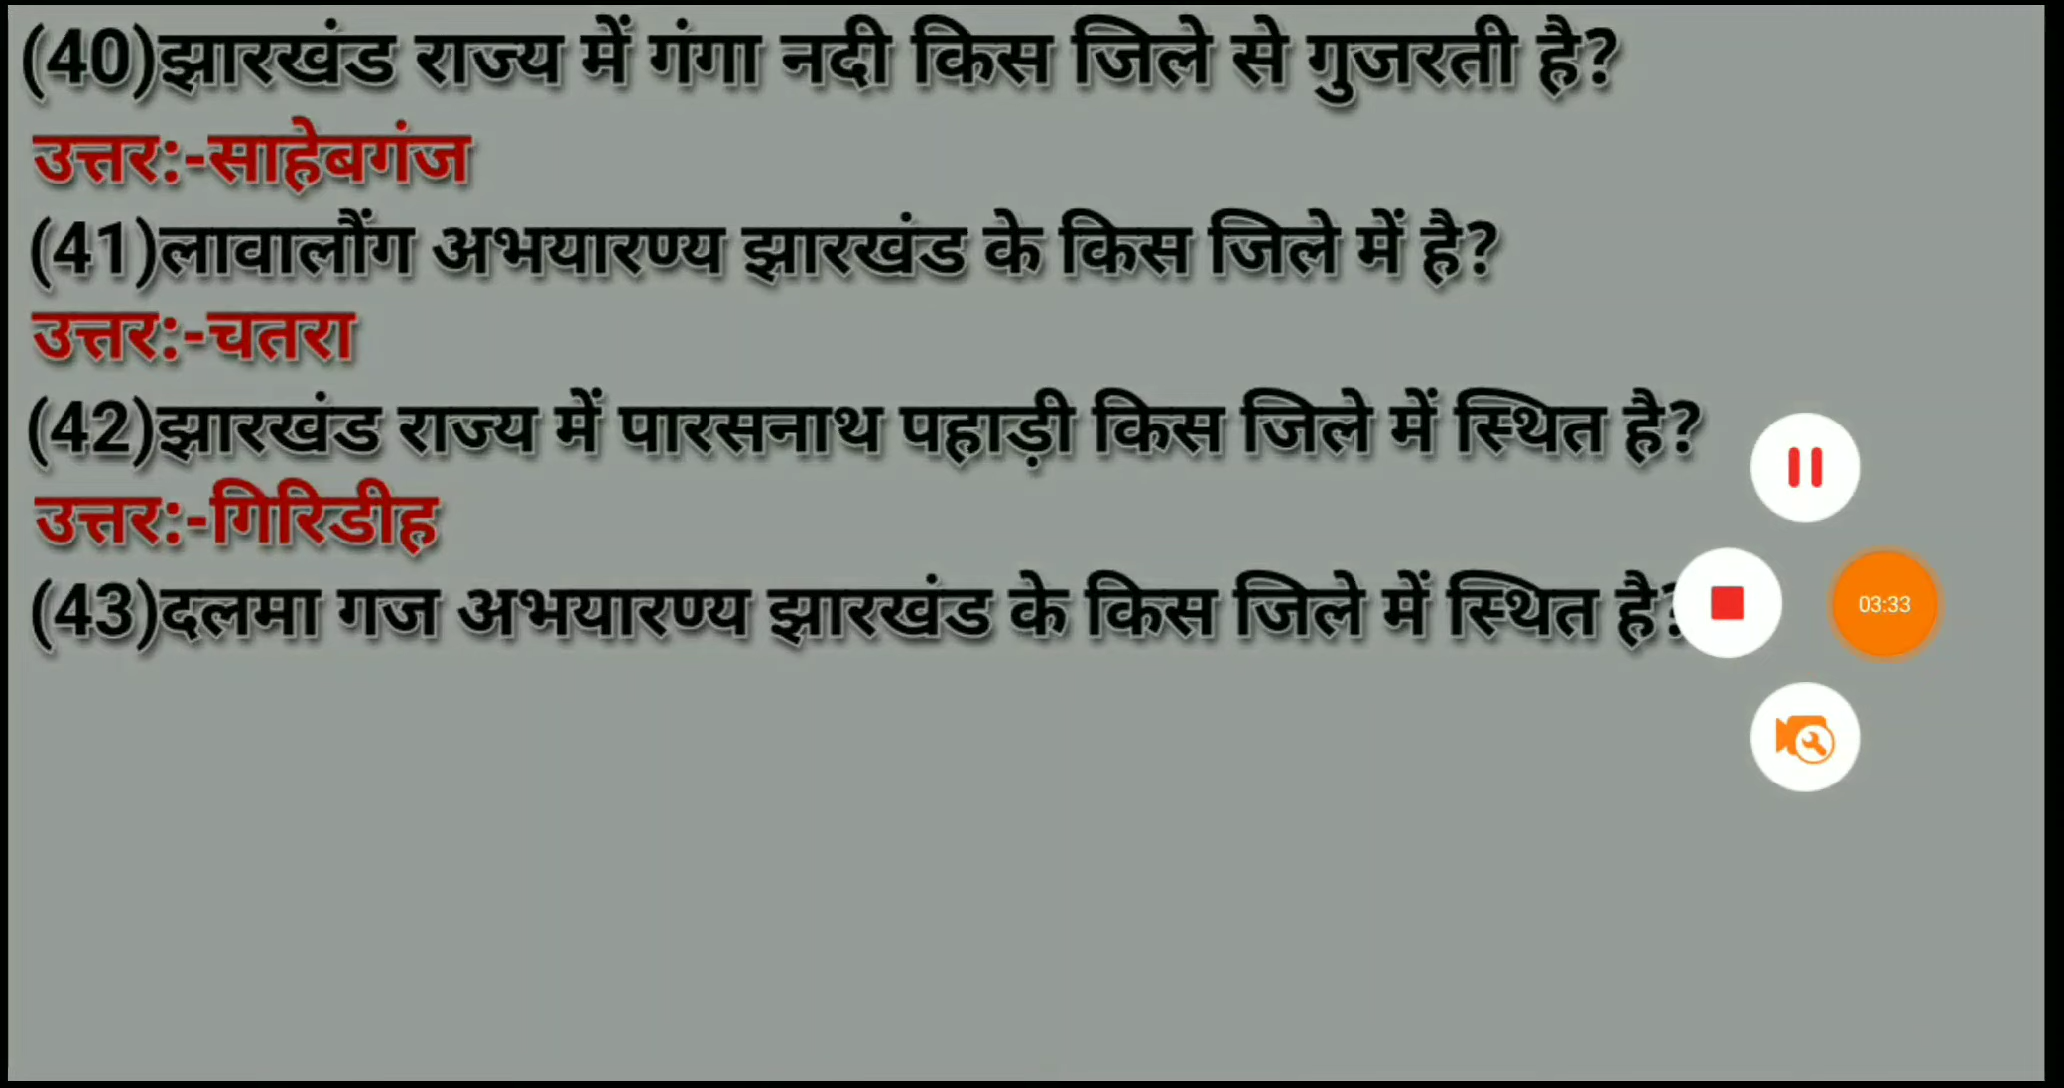 (40)झारखंड राज्य में गंगा नदी किस जिले से गुजरती है?
उत्तर:-साहेबगंज
(41)लावालौंग अभयारण्य झारखंड के किस जिले में है?
उत्तर:-चतरा
(42)झारखंड राज्य में पारसनाथ पहाड़ी किस जिले में स्थित है?
उत्तर:-गिरिडीह
(43)दलमा गज अभयारण्य झारखंड के किस जिले में स्थित है?
03:33